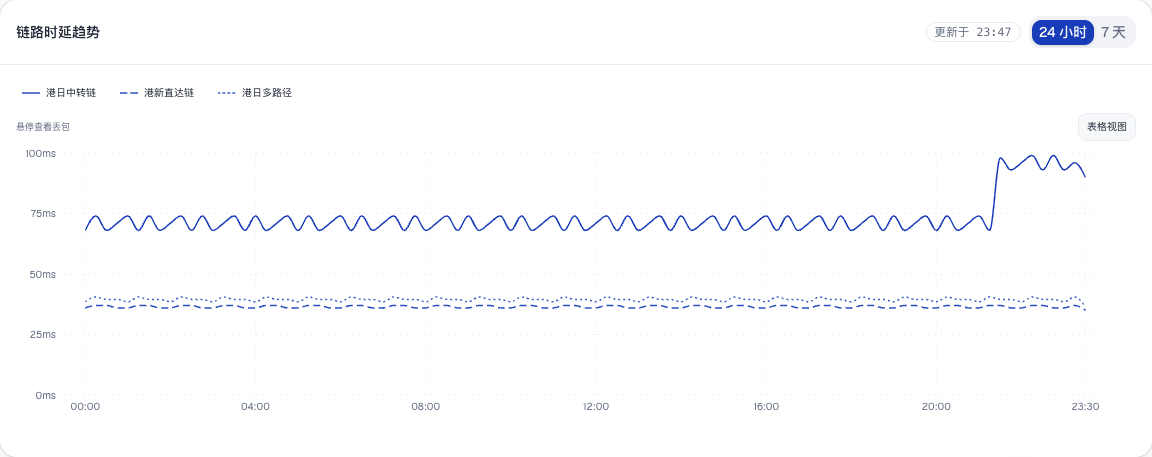 链路时延趋势
更新于 23:47
24 小时
7 天
港日中转链
港新直达链
港日多路径
悬停查看丢包
表格视图
100ms
75ms
50ms
25ms
0ms
00:00
04:00
08:00
12:00
16:00
20:00
23:30